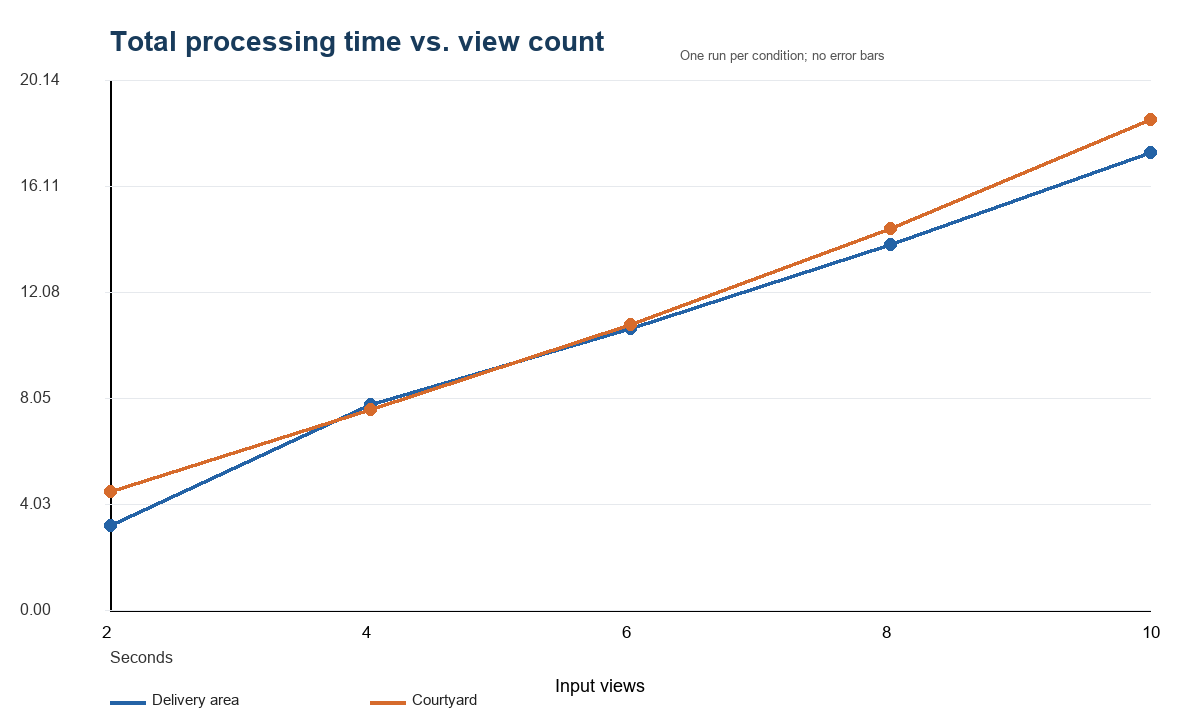 Total processing time vs. view count
One run per condition; no error bars
20.14
16.11
12.08
8.05
4.03
0.00
2 4 6 8 10
Seconds
Input views
Delivery area Courtyard